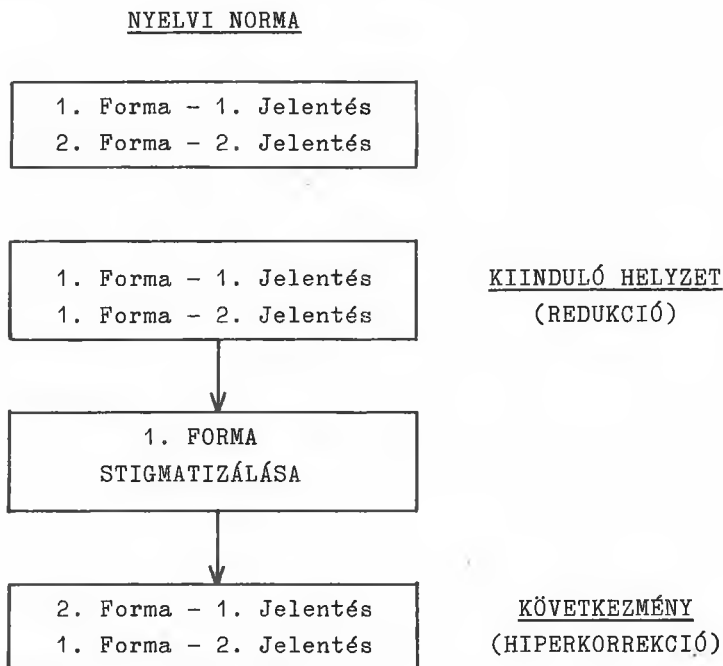 NYELVI NORMA
1. Forma - 1. Jelentés
2. Forma - 2. Jelentés
1. Forma - 1. Jelentés
1. Forma - 2. Jelentés
KIINDULÓ HELYZET
(REDUKCIÓ)
1. FORMA
STIGMATIZÁLÁSA
2. Forma - 1. Jelentés
1. Forma - 2. Jelentés
KÖVETKEZMÉNY
(HIPERKORREKCIÓ)